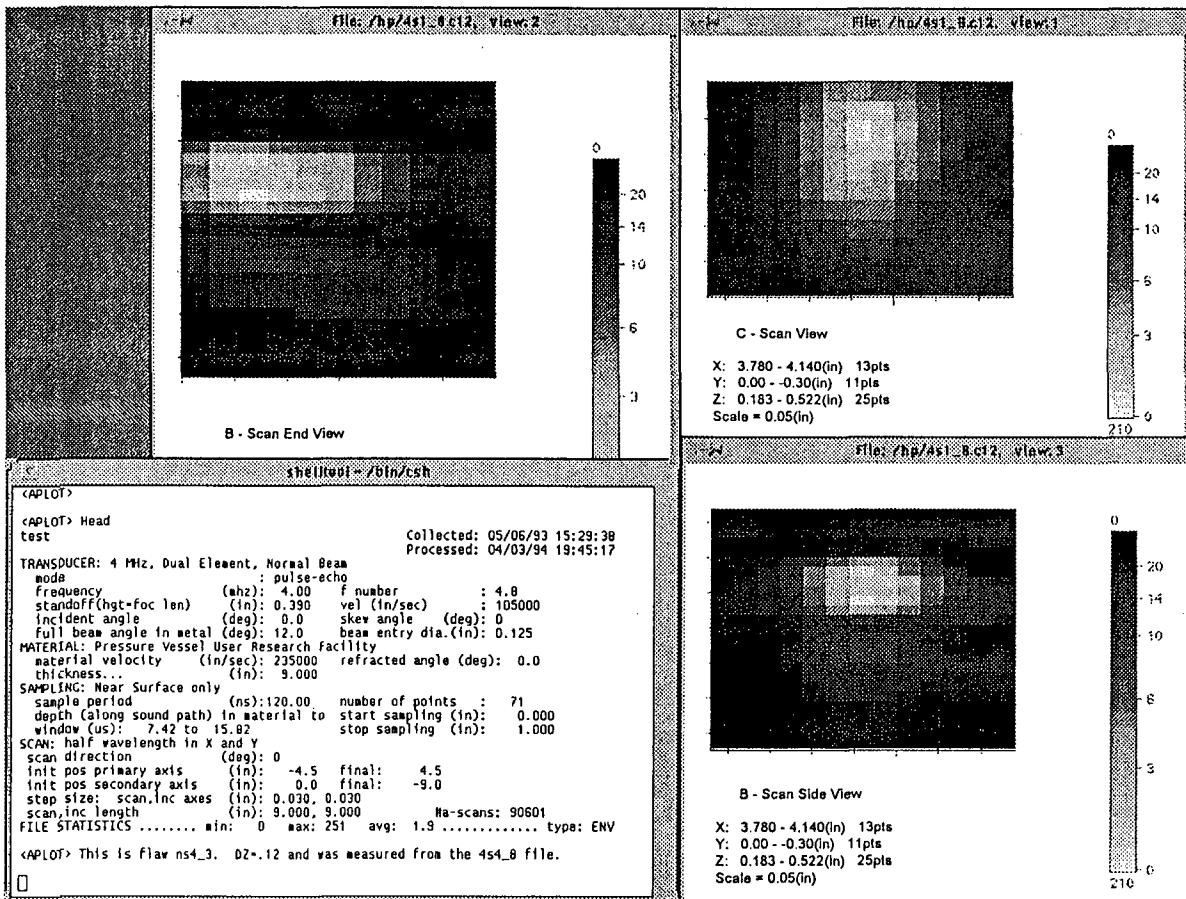 File: /hp/4s1_8.c12, view:2
0
20
14
10
6
3
B - Scan End View
File: /hp/4s1_8.c12, view:1
0
20
14
10
6
3
0
210
C - Scan View
X: 3.780 - 4.140(in) 13pts
Y: 0.00 - -0.30(in) 11pts
Z: 0.183 - 0.522(in) 25pts
Scale = 0.05(in)
shelltool - /bin/csh
<APLOT>
<APLOT> Head
test Collected: 05/06/93 15:29:38
Processed: 04/03/94 19:45:17
TRANSDUCER: 4 MHz, Dual Element, Normal Beam
mode : pulse-echo
frequency (mhz): 4.00 f number : 4.8
standoff(hgt-foc len) (in): 0.390 vel (in/sec) : 105000
incident angle (deg): 0.0 skew angle (deg): 0
full beam angle in metal (deg): 12.0 beam entry dia.(in): 0.125
MATERIAL: Pressure Vessel User Research Facility
material velocity (in/sec): 235000 refracted angle (deg): 0.0
thickness... (in): 9.000
SAMPLING: Near Surface only
sample period (ns):120.00 number of points : 71
depth (along sound path) in material to start sampling (in): 0.000
window (us): 7.42 to 15.82 stop sampling (in): 1.000
SCAN: half wavelength in X and Y
scan direction (deg): 0
init pos primary axis (in): -4.5 final: 4.5
init pos secondary axis (in): 0.0 final: -9.0
step size: scan,inc axes (in): 0.030, 0.030
scan,inc length (in): 9.000, 9.000 Na-scans: 90601
FILE STATISTICS ........ min: 0 max: 251 avg: 1.9 ............. type: ENV
<APLOT> This is flaw ns4_3. DZ=.12 and was measured from the 4s4_8 file.
File: /hp/4s1_8.c12, view:3
0
20
14
10
6
3
0
210
B - Scan Side View
X: 3.780 - 4.140(in) 13pts
Y: 0.00 - -0.30(in) 11pts
Z: 0.183 - 0.522(in) 25pts
Scale = 0.05(in)